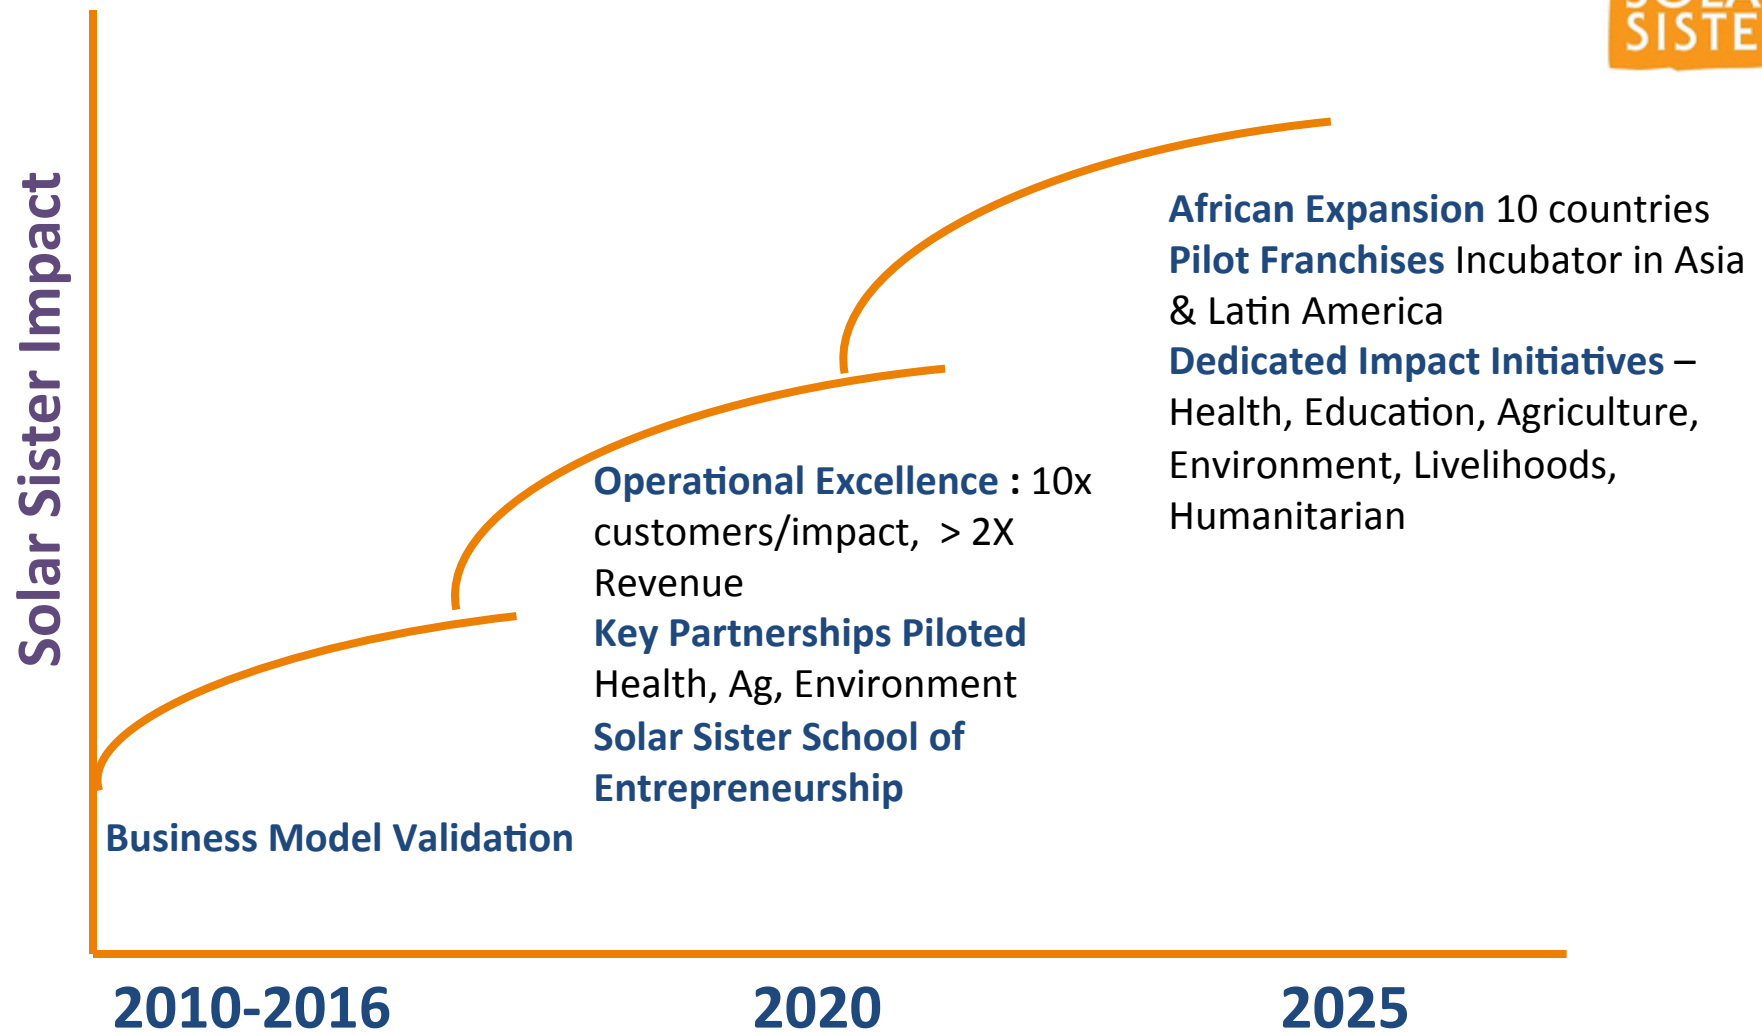 SISTE
Solar Sister Impact
African Expansion 10 countries
Pilot Franchises Incubator in Asia
& Latin America
Dedicated Impact Initiatives –
Health, Education, Agriculture,
Environment, Livelihoods,
Humanitarian
Operational Excellence : 10x
customers/impact, > 2X
Revenue
Key Partnerships Piloted
Health, Ag, Environment
Solar Sister School of
Entrepreneurship
Business Model Validation
2010-2016
2020
2025